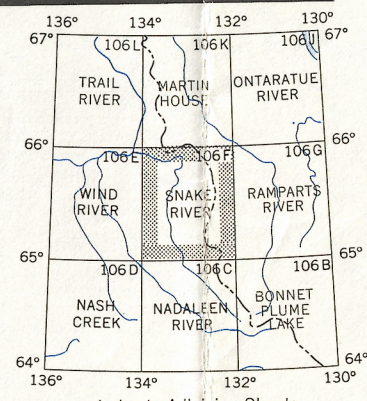 136° 134° 132° 130°
67° 106L 106K 106J 67°
TRAIL RIVER
MARTIN HOUSE
ONTARATUE RIVER
66° 106E 106F 106G 66°
WIND RIVER
SNAKE RIVER
RAMPARTS RIVER
65° 106D 106C 106B 65°
NASH CREEK
NADALEEN RIVER
BONNET PLUME LAKE
64° 64°
136° 134° 132° 130°